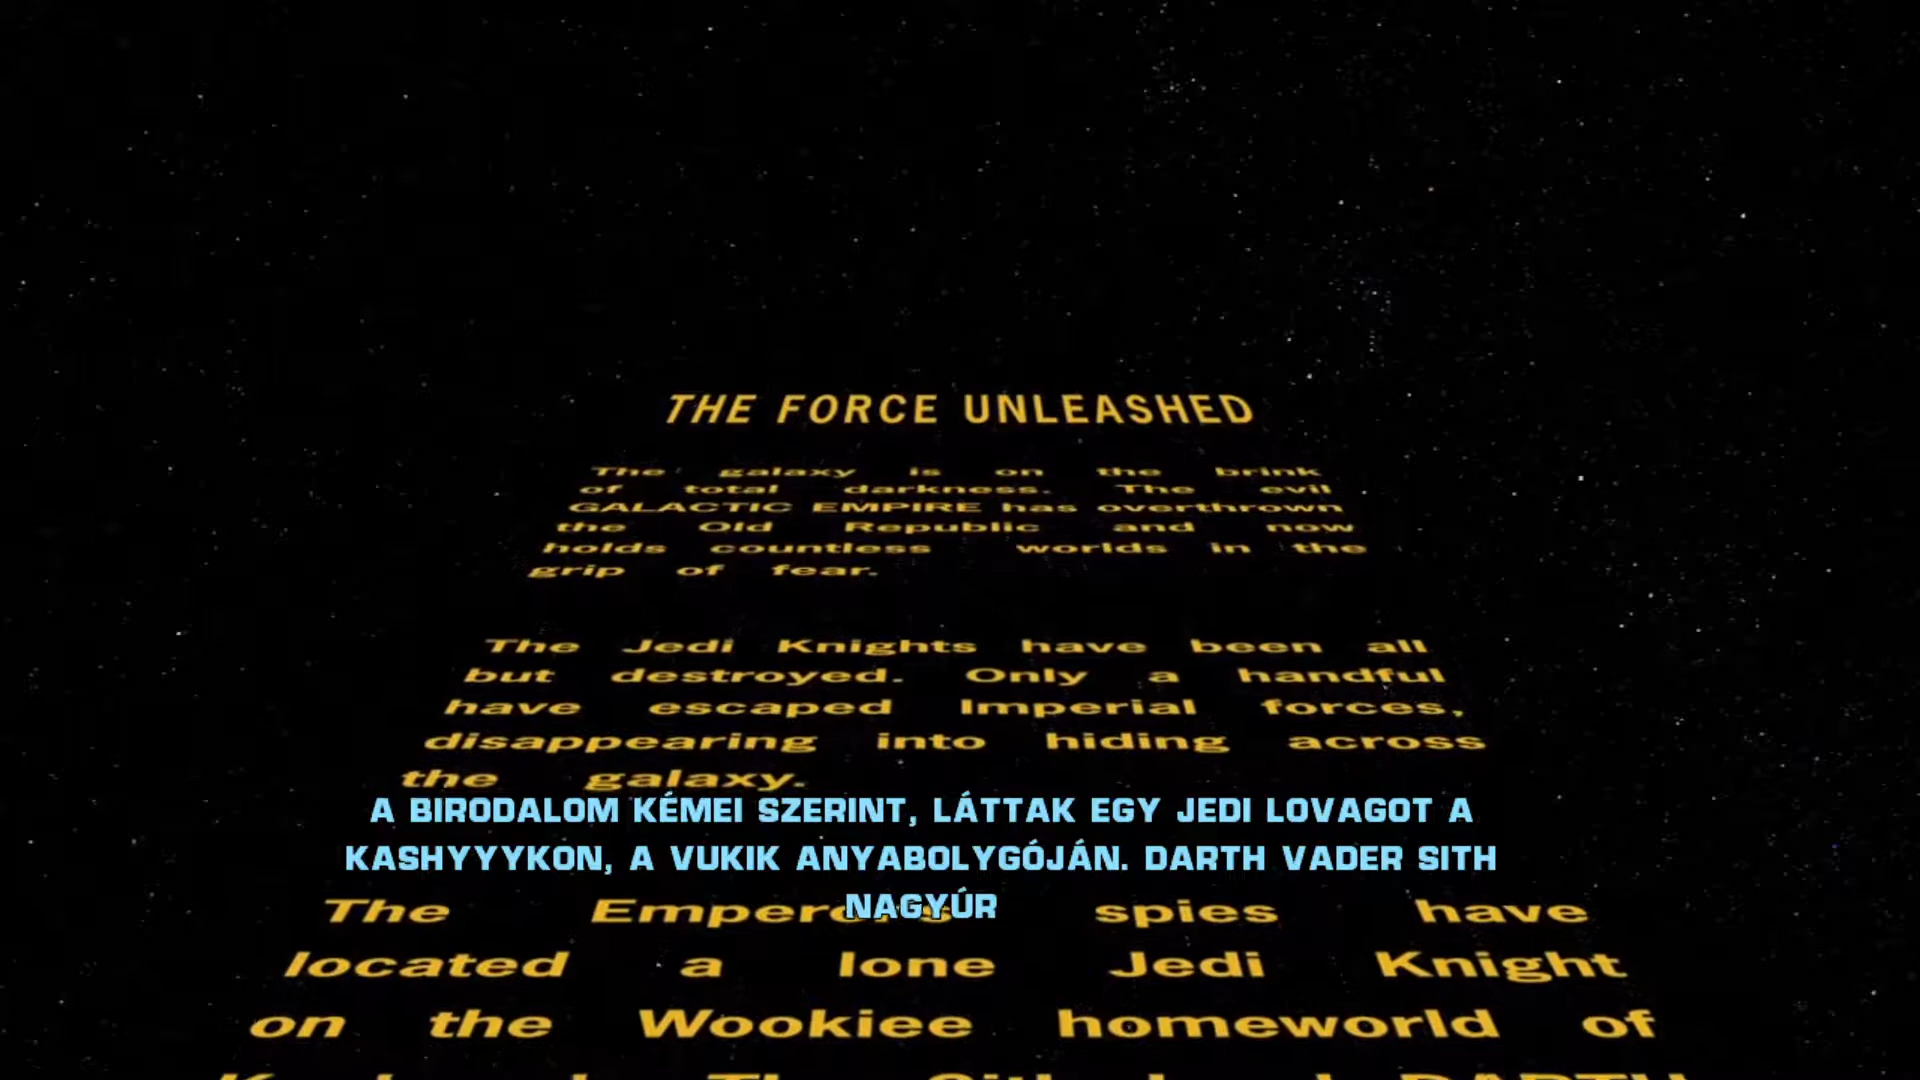 THE FORCE UNLEASHED
The galaxy is on the brink
of total darkness. The evil
GALACTIC EMPIRE has overthrown
the Old Republic and now
holds countless worlds in the
grip of fear.
The Jedi Knights have been all
but destroyed. Only a handful
have escaped Imperial forces,
disappearing into hiding across
the galaxy.
A BIRODALOM KÉMEI SZERINT, LÁTTAK EGY JEDI LOVAGOT A
KASHYYYKON, A VUKIK ANYABOLYGÓJÁN. DARTH VADER SITH
NAGYÚR
The spies have
located a lone Jedi Knight
on the Wookiee homeworld of